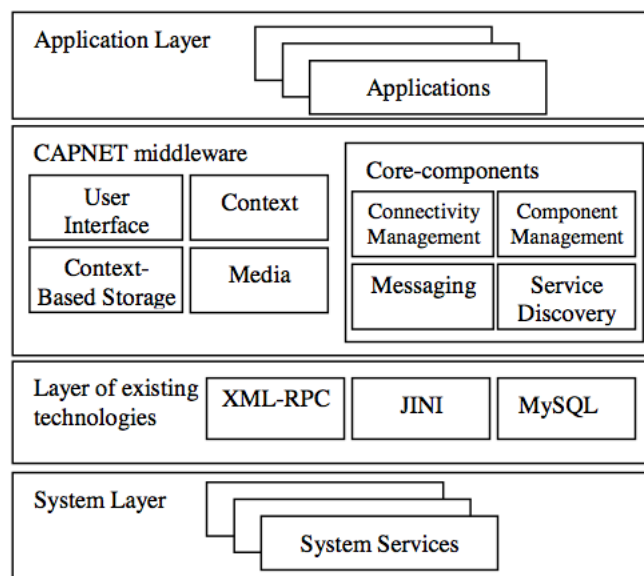 Application Layer
Applications
CAPNET middleware
User
Interface
Context
Context-
Based Storage
Media
Core-components
Connectivity
Management
Component
Management
Messaging
Service
Discovery
Layer of existing
technologies
XML-RPC
JINI
MySQL
System Layer
System Services